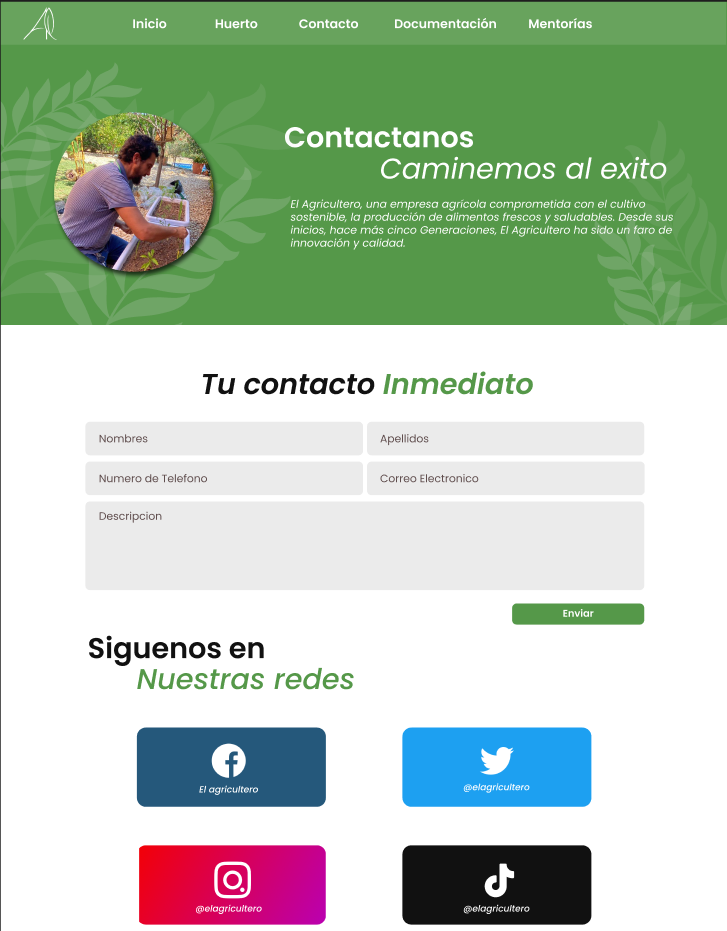 Al
Inicio Huerto Contacto Documentación Mentorías
Contactanos
Caminemos al exito
El Agricultero, una empresa agrícola comprometida con el cultivo
sostenible, la producción de alimentos frescos y saludables. Desde sus
inicios, hace más cinco Generaciones, El Agricultero ha sido un faro de
innovación y calidad.
Tu contacto Inmediato
Nombres Apellidos
Numero de Telefono Correo Electronico
Descripcion
Enviar
Siguenos en
Nuestras redes
El agricultero @elagricultero
@elagricultero @elagricultero